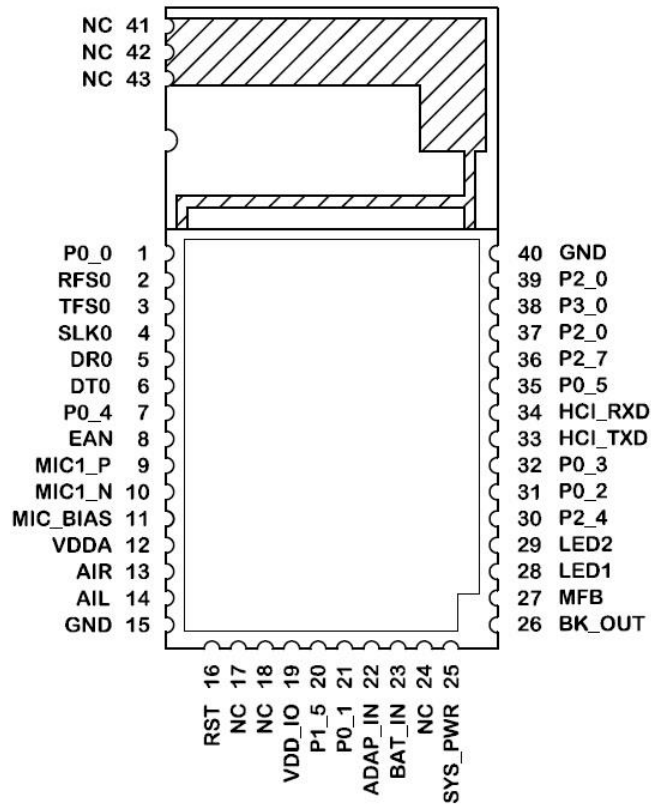 NC 41
NC 42
NC 43
P0_0 1
RFS0 2
TFS0 3
SLK0 4
DR0 5
DT0 6
P0_4 7
EAN 8
MIC1_P 9
MIC1_N 10
MIC_BIAS 11
VDDA 12
AIR 13
AIL 14
GND 15
RST 16
NC 17
NC 18
VDD_IO 19
P1_5 20
P0_1 21
ADAP_IN 22
BAT_IN 23
NC 24
SYS_PWR 25
40 GND
39 P2_0
38 P3_0
37 P2_0
36 P2_7
35 P0_5
34 HCI_RXD
33 HCI_TXD
32 P0_3
31 P0_2
30 P2_4
29 LED2
28 LED1
27 MFB
26 BK_OUT